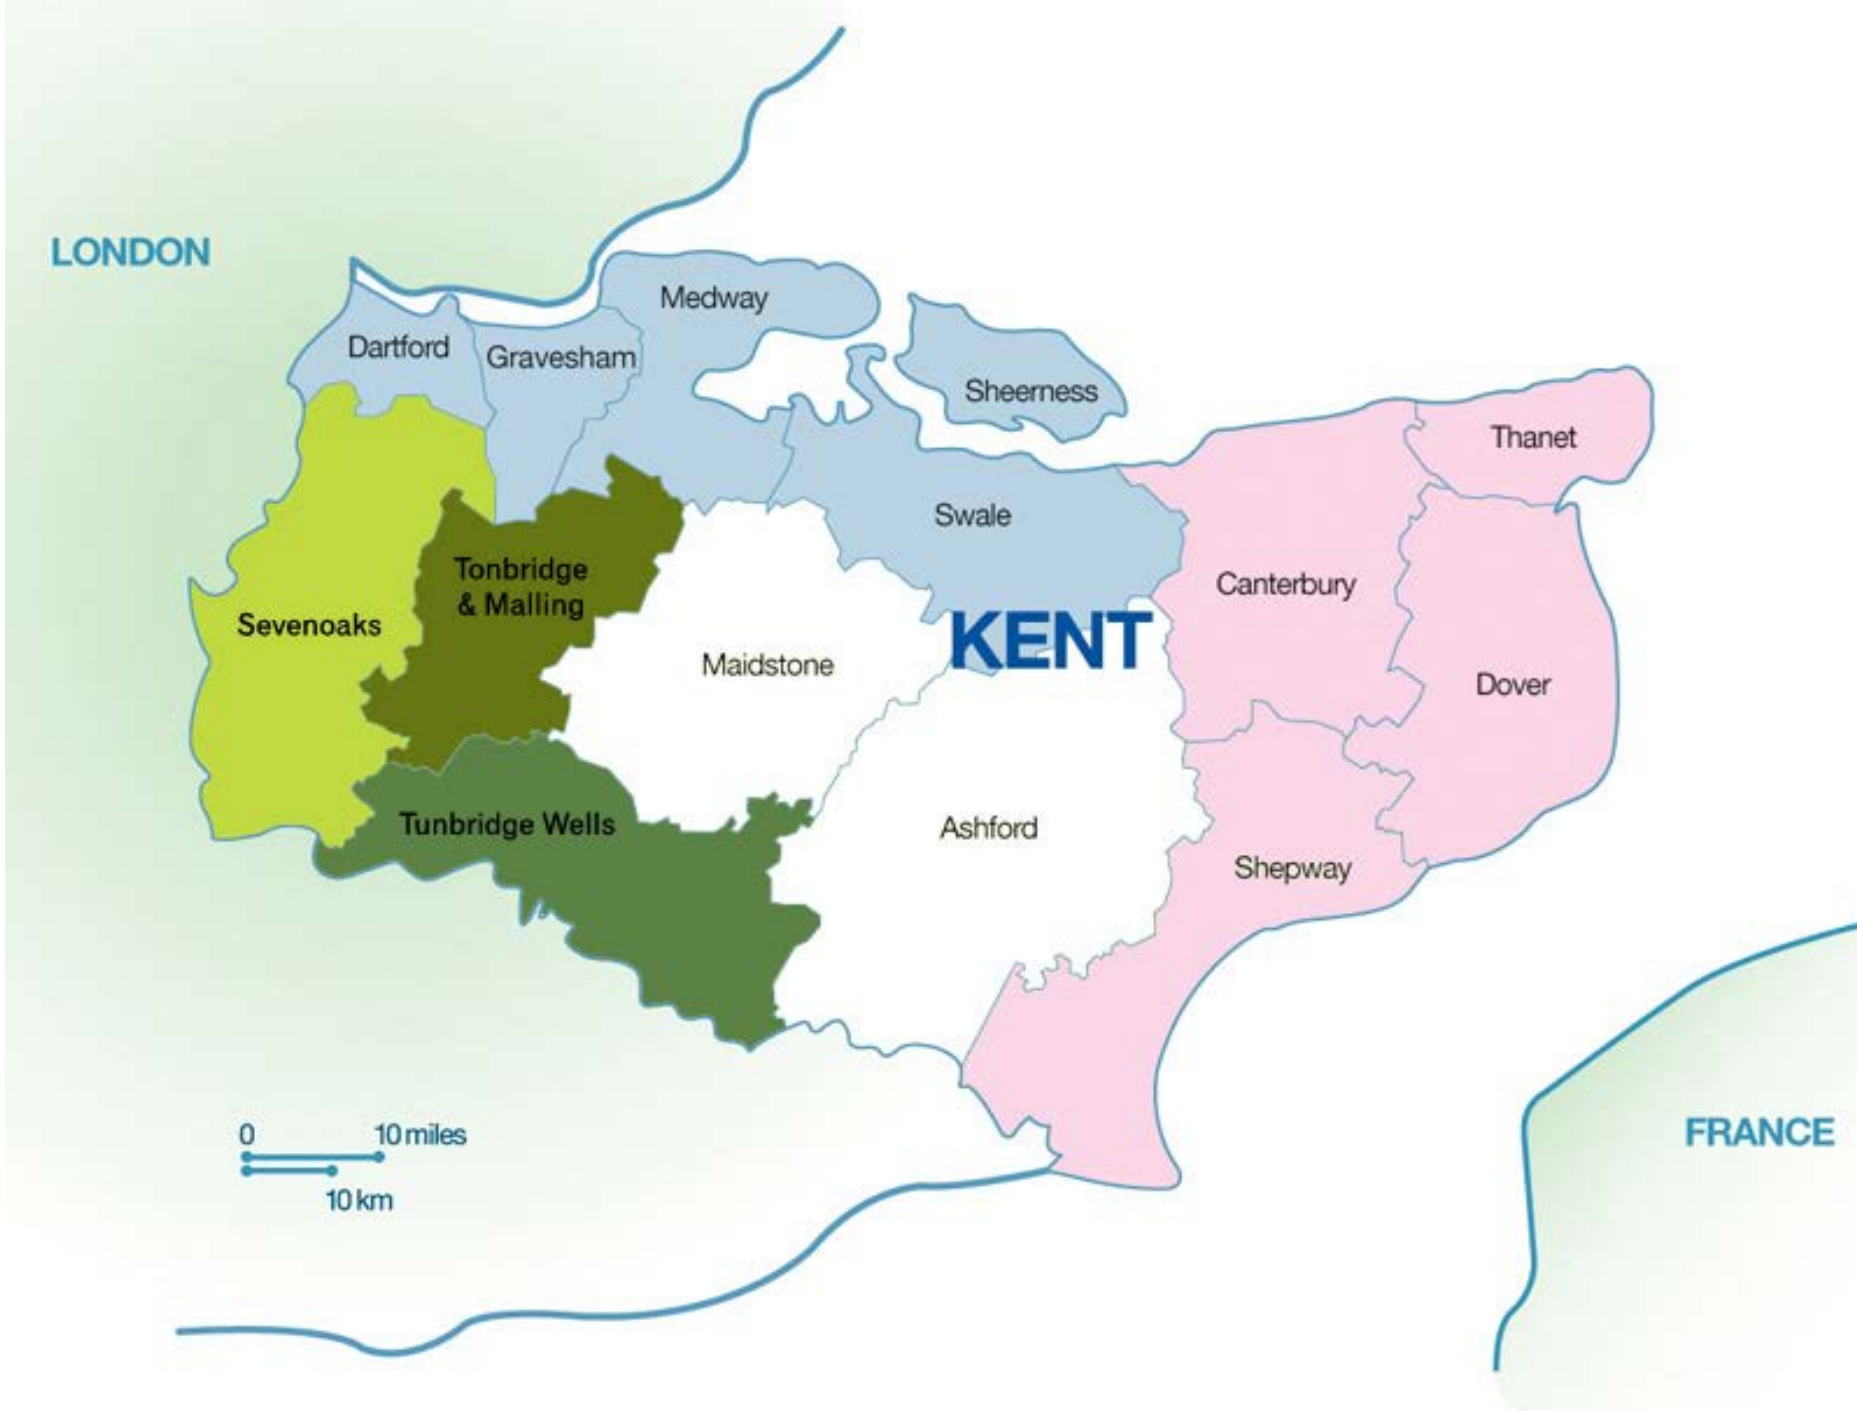 LONDON
Medway
Dartford
Gravesham
Sheerness
Thanet
Swale
Tonbridge
& Malling
Canterbury
Sevenoaks
KENT
Maidstone
Dover
Tunbridge Wells
Ashford
Shepway
0
10 miles
10 km
FRANCE